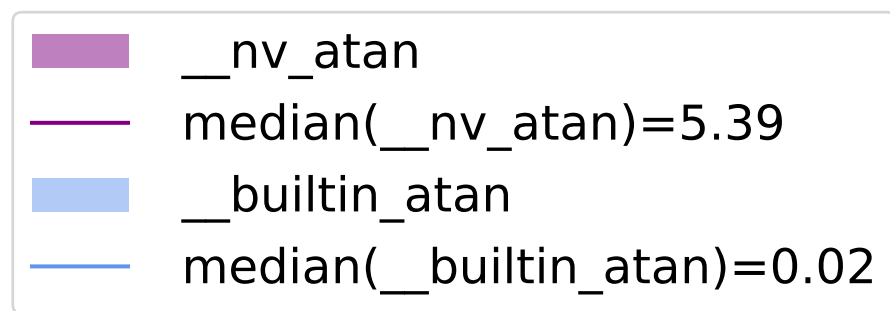 __nv_atan
median(__nv_atan)=5.39
__builtin_atan
median(__builtin_atan)=0.02